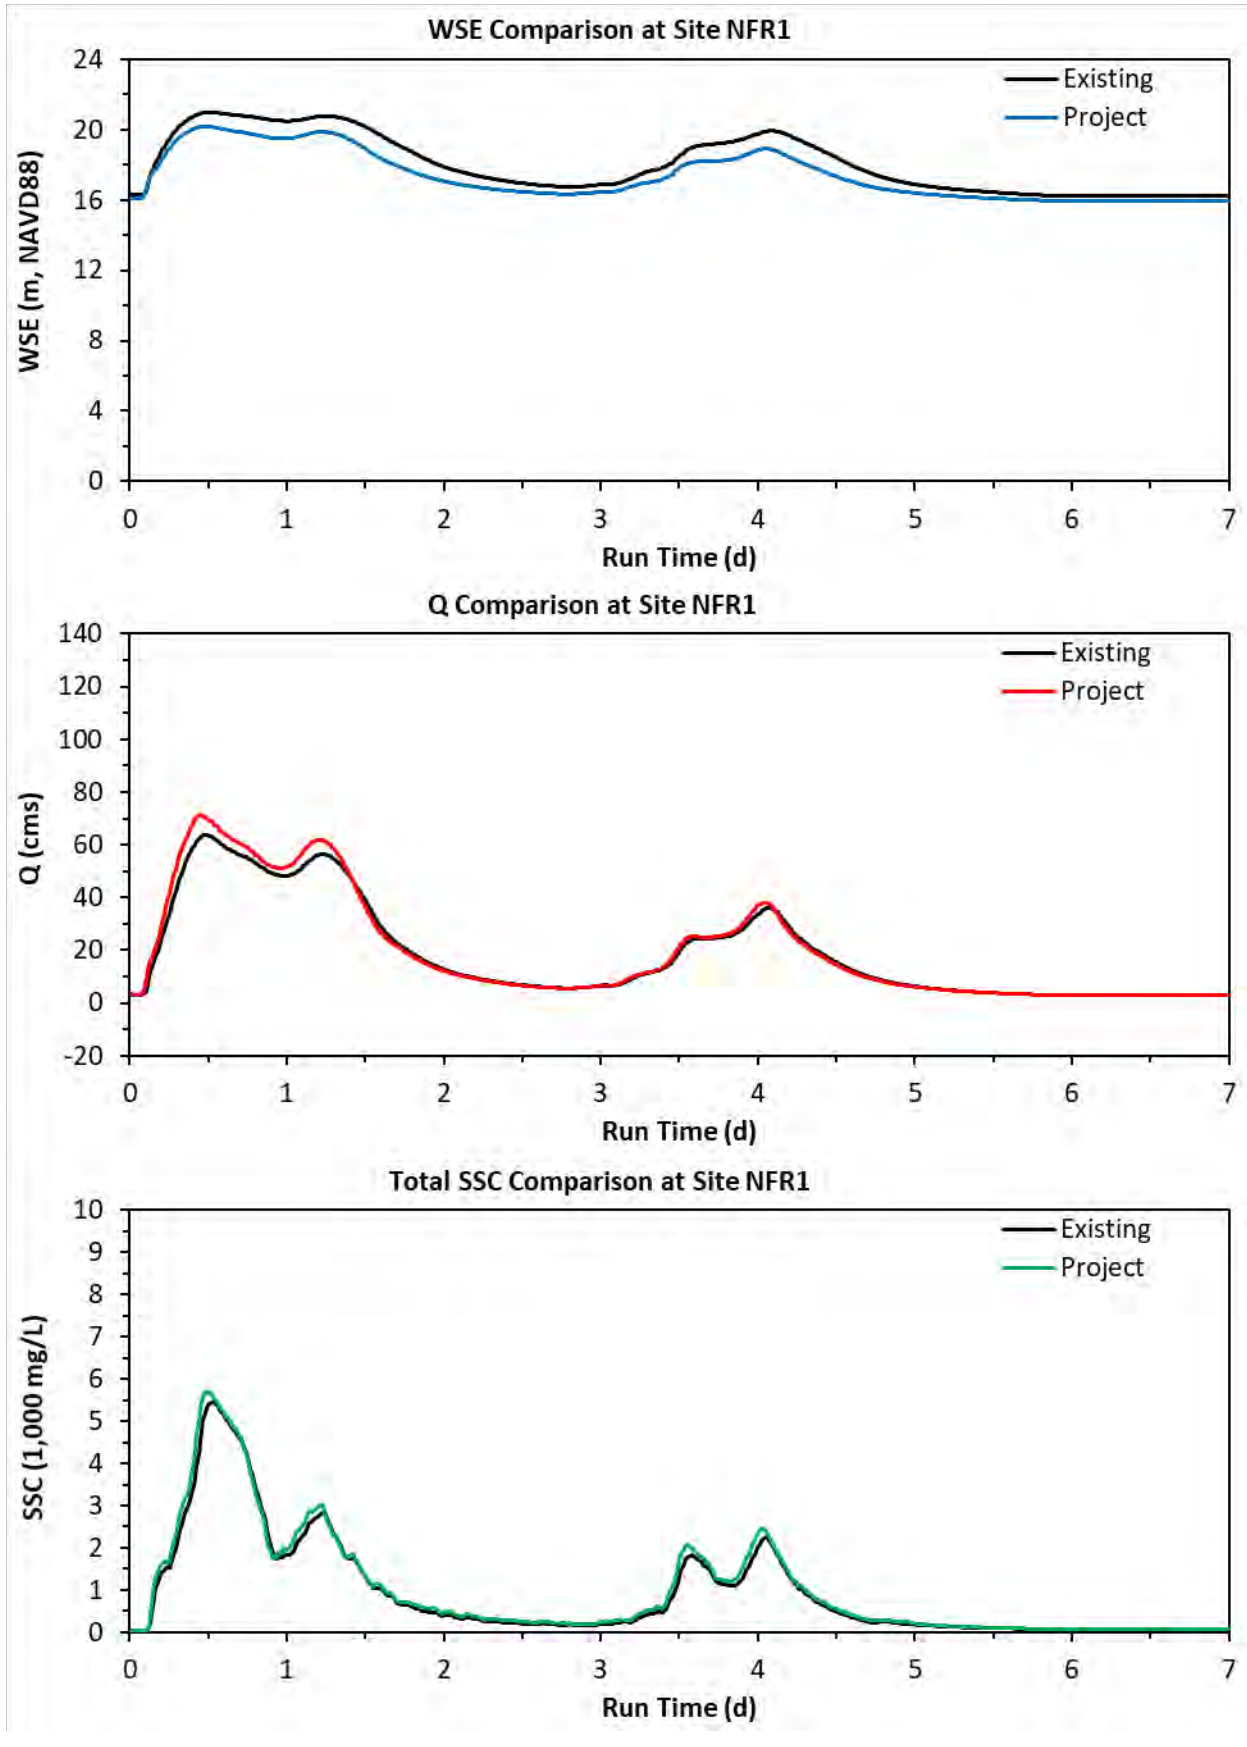 WSE Comparison at Site NFR1
24
20
16
12
8
4
0
WSE (m, NAVD88)
Existing
Project
0 1 2 3 4 5 6 7
Run Time (d)
Q Comparison at Site NFR1
140
120
100
80
60
40
20
0
-20
Q (cms)
Existing
Project
0 1 2 3 4 5 6 7
Run Time (d)
Total SSC Comparison at Site NFR1
10
9
8
7
6
5
4
3
2
1
0
SSC (1,000 mg/L)
Existing
Project
0 1 2 3 4 5 6 7
Run Time (d)